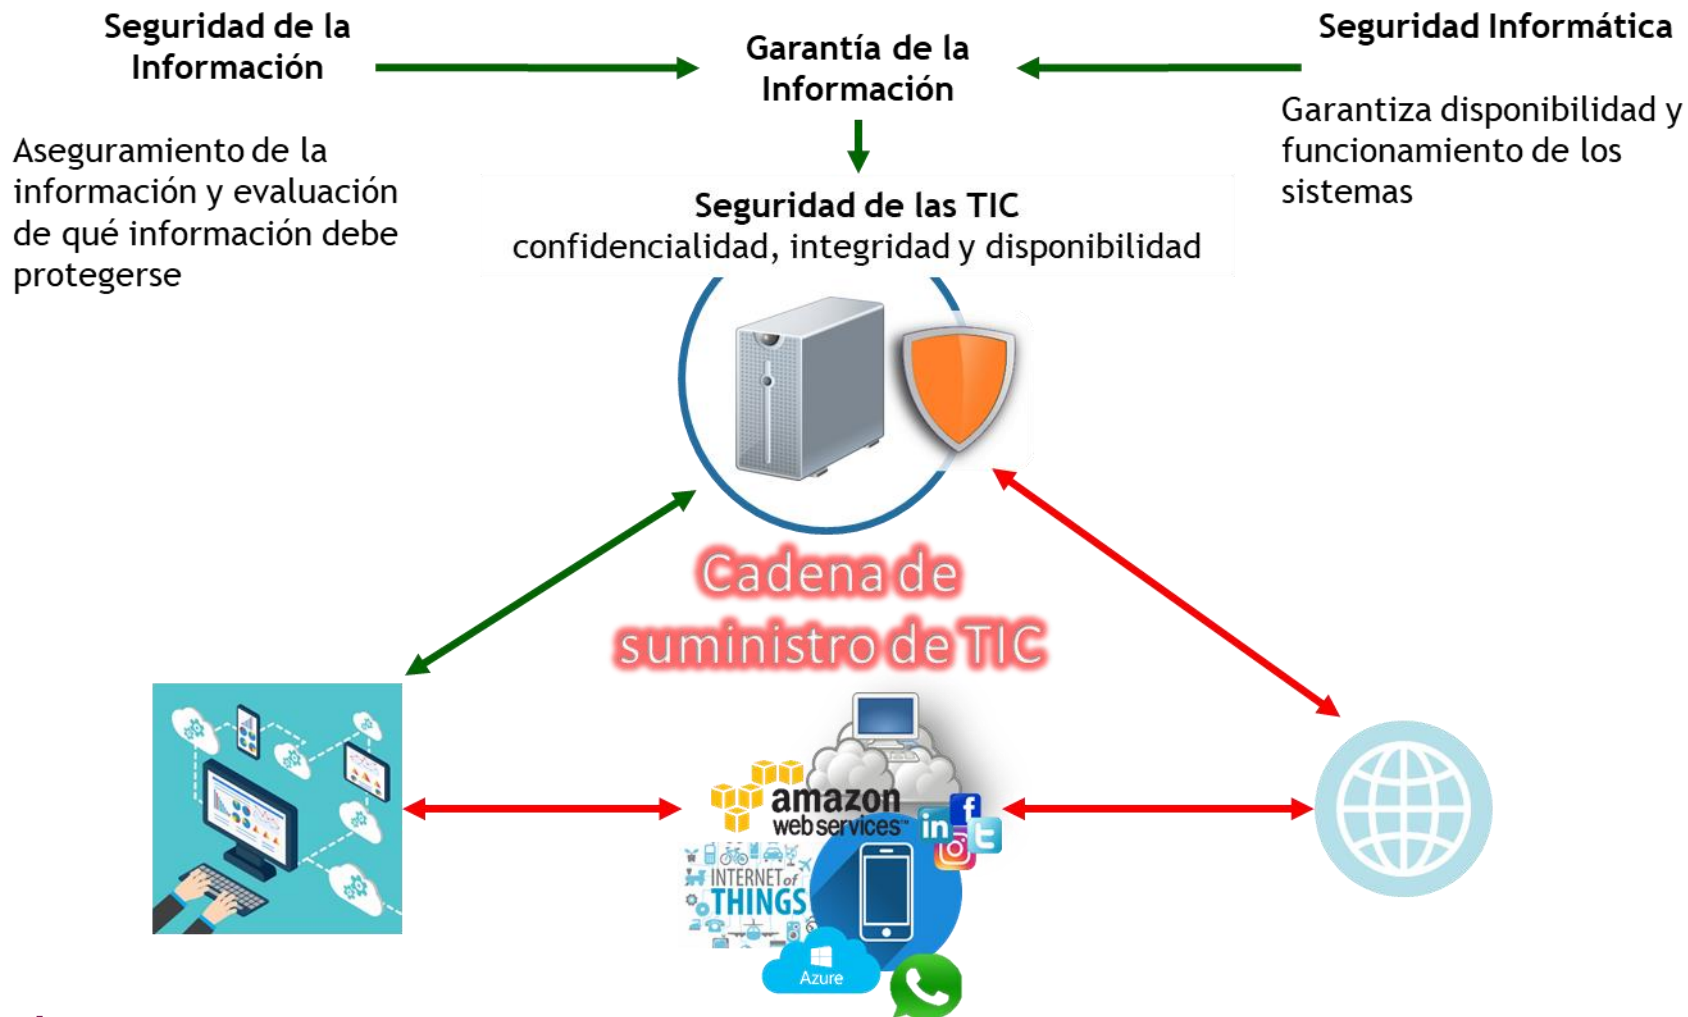 Seguridad de la
Información
Aseguramiento de la
información y evaluación
de qué información debe
protegerse
Garantía de la
Información
Seguridad Informática
Garantiza disponibilidad y
funcionamiento de los
sistemas
Seguridad de las TIC
confidencialidad, integridad y disponibilidad
Cadena de
suministro de TIC
amazon
webservices™
in
f
INTERNET of
THINGS
Azure